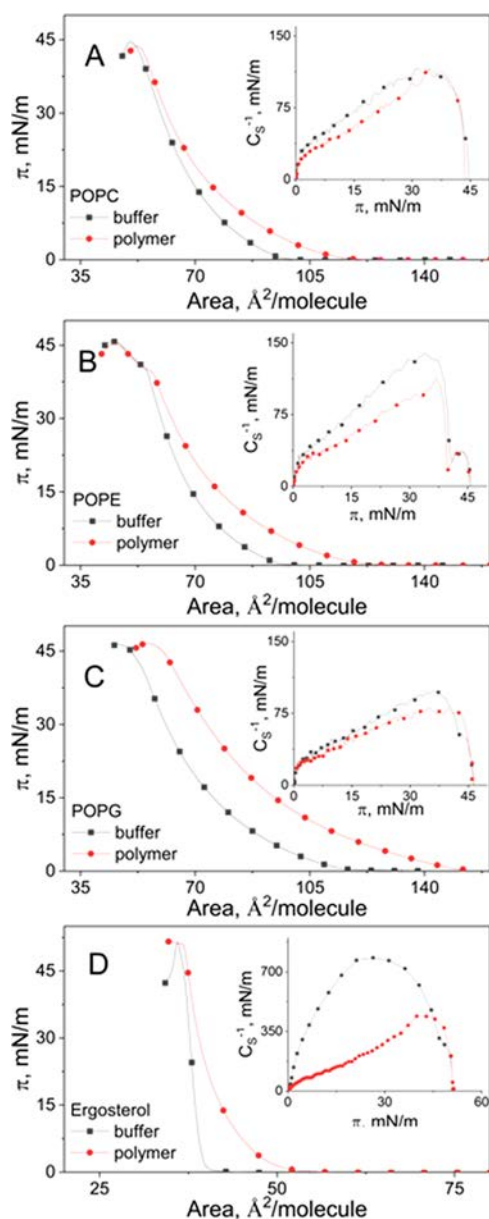 A
45
30
15
0
π, mN/m
POPC
buffer
polymer
35 70 105 140
Area, Å²/molecule
150
75
0
C_S⁻¹, mN/m
0 15 30 45
π, mN/m
B
60
45
30
15
0
π, mN/m
POPE
buffer
polymer
35 70 105 140
Area, Å²/molecule
150
75
0
C_S⁻¹, mN/m
0 15 30 45
π, mN/m
C
45
30
15
0
π, mN/m
POPG
buffer
polymer
35 70 105 140
Area, Å²/molecule
150
75
0
C_S⁻¹, mN/m
0 15 30 45
π, mN/m
D
45
30
15
0
π, mN/m
Ergosterol
buffer
polymer
25 50 75
Area, Å²/molecule
700
350
0
C_S⁻¹, mN/m
0 30 60
π, mN/m